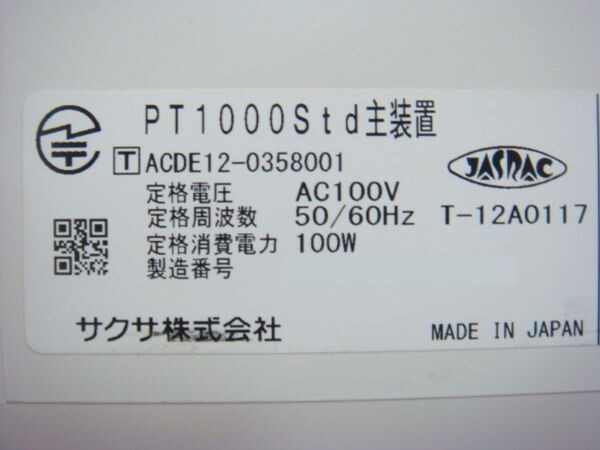 PT1000Std主装置
T ACDE12-0358001
JASRAC
定格電圧 AC100V
定格周波数 50/60Hz T-12A0117
定格消費電力 100W
製造番号
サクサ株式会社
MADE IN JAPAN